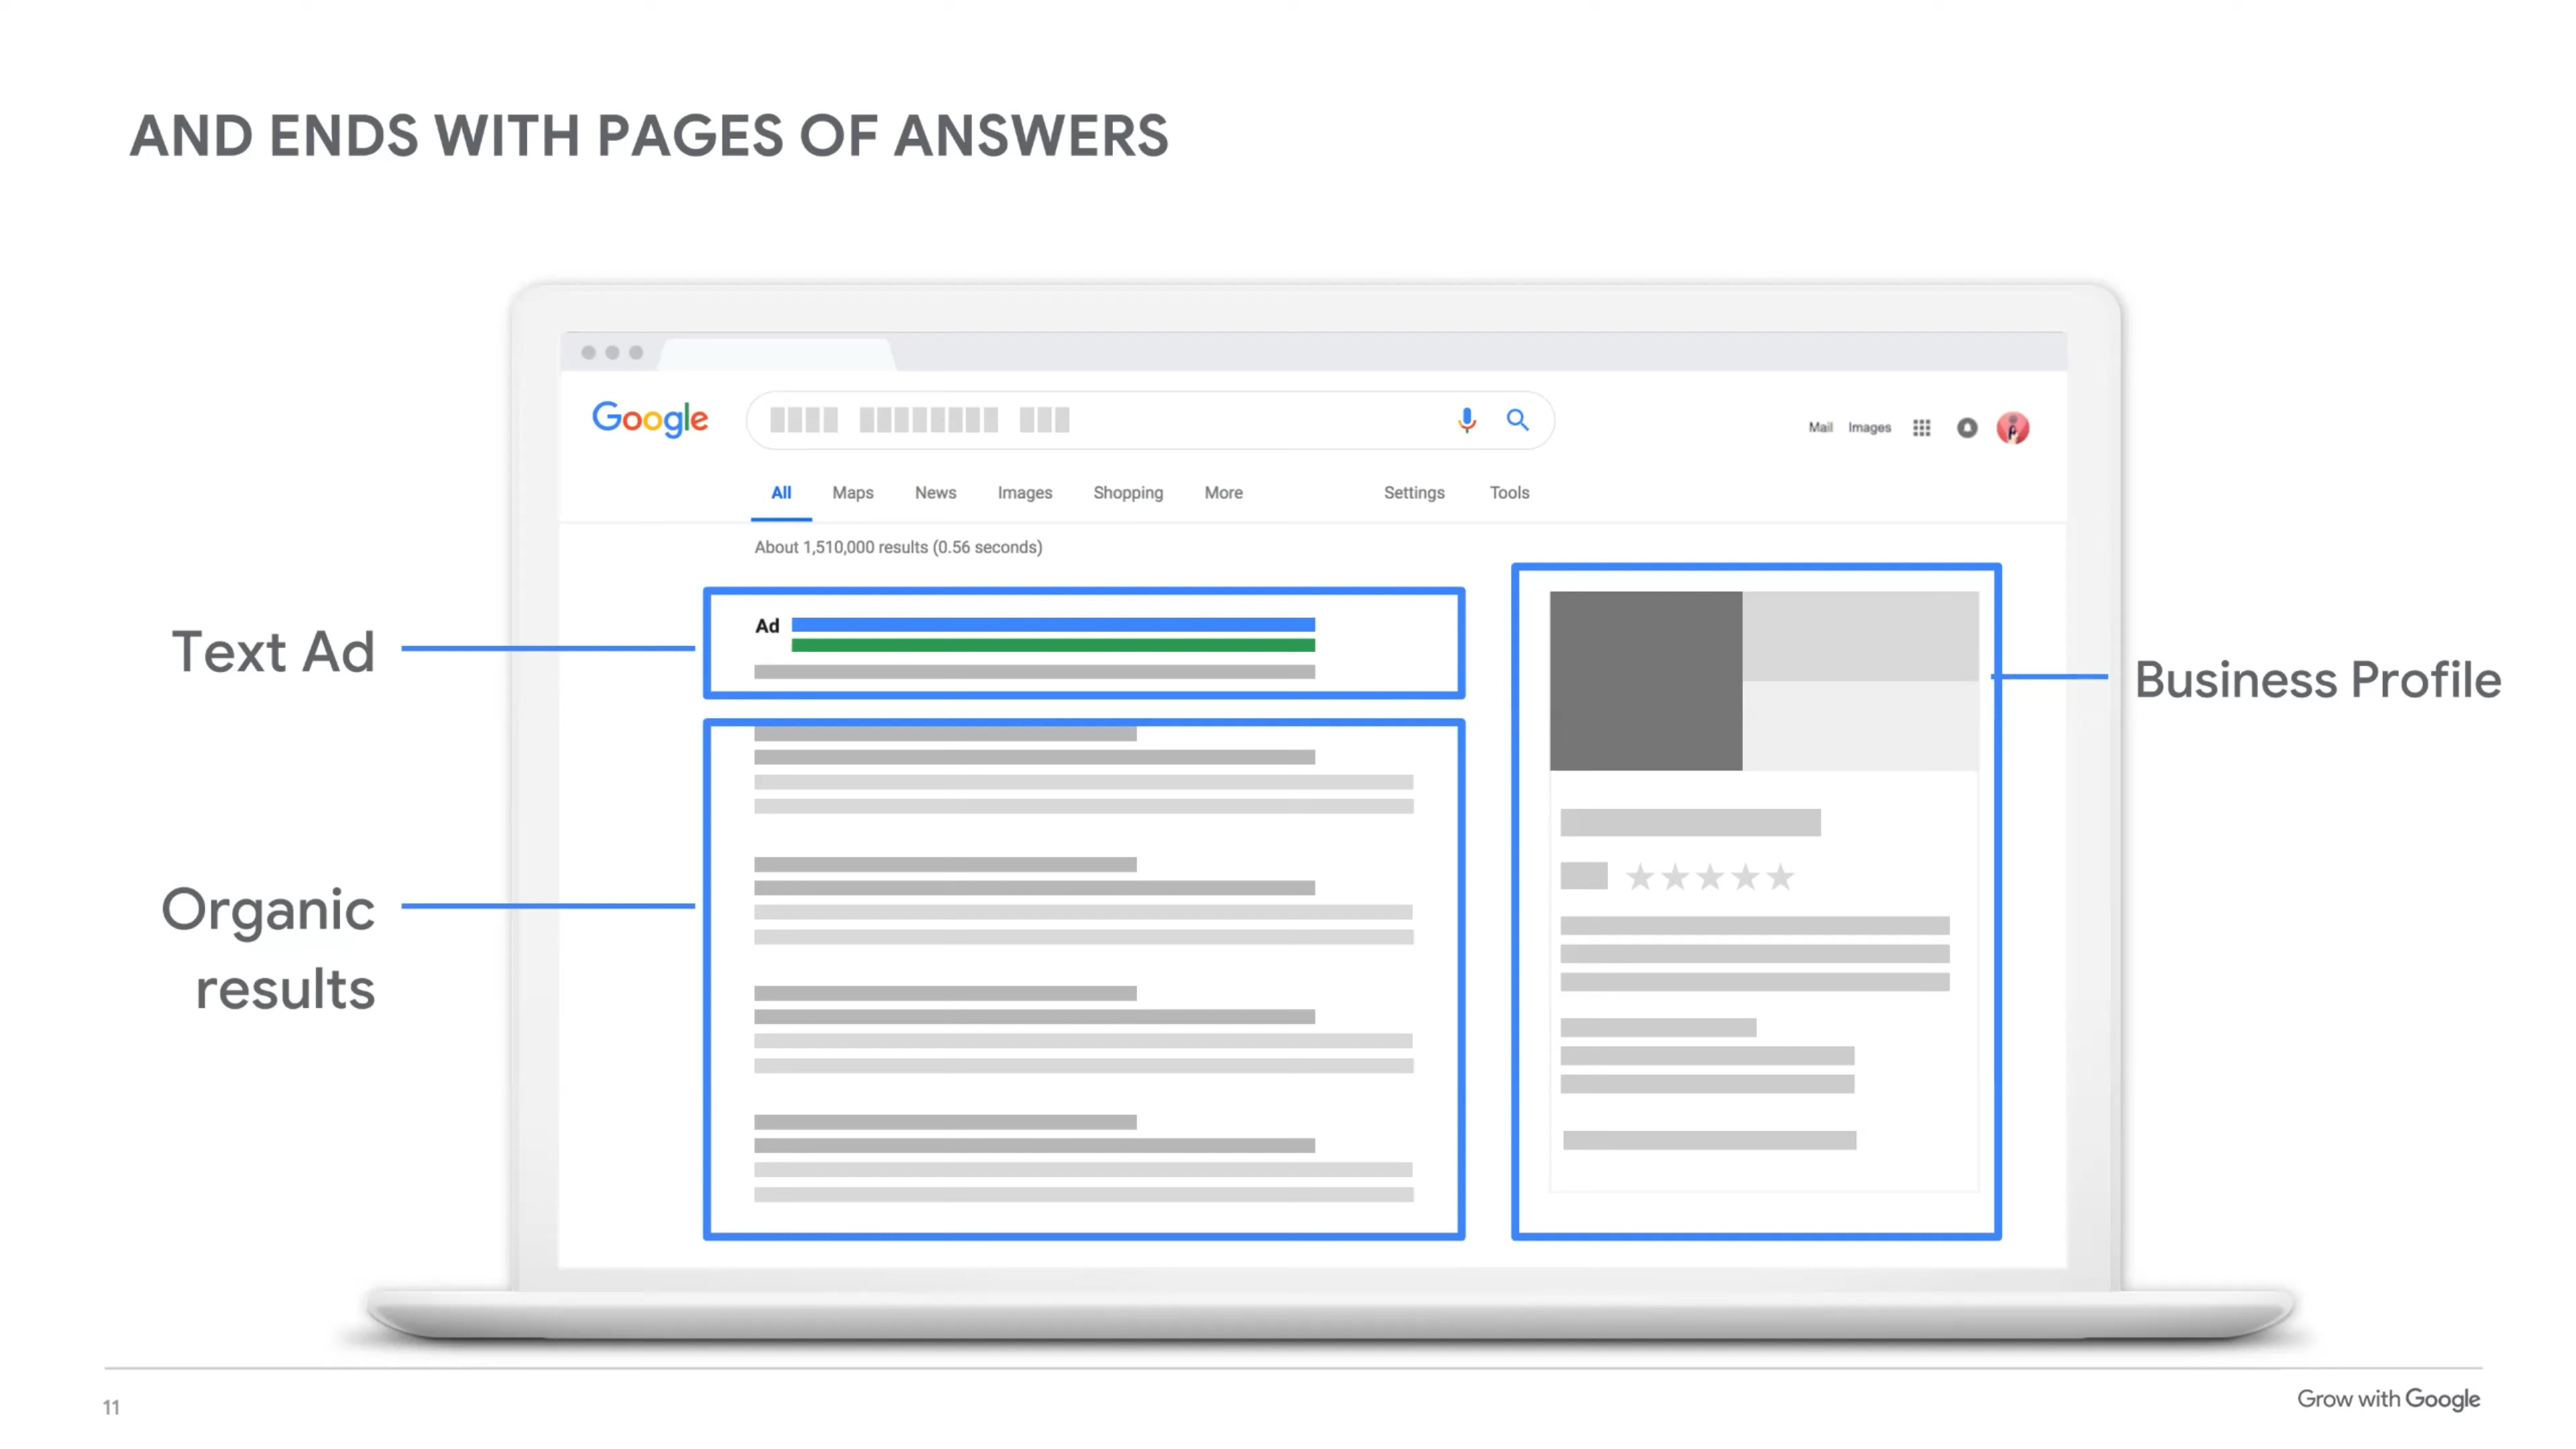 AND ENDS WITH PAGES OF ANSWERS
Google
Mail Images
All Maps News Images Shopping More Settings Tools
About 1,510,000 results (0.56 seconds)
Text Ad
Ad
Business Profile
Organic
results
11
Grow with Google